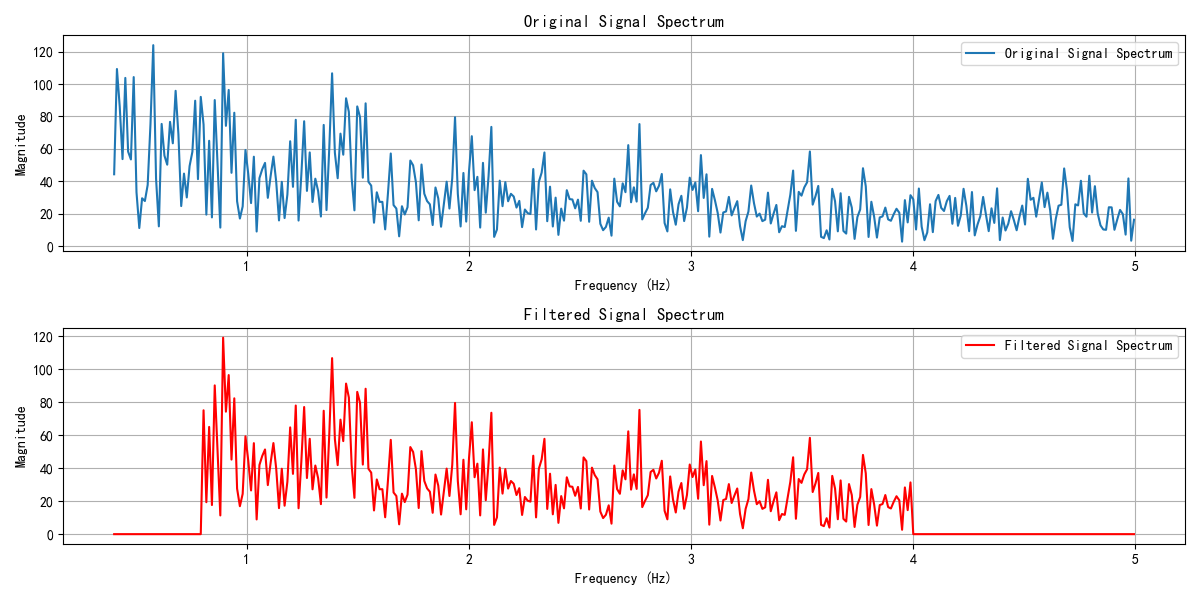 Original Signal Spectrum
120
100
80
60
40
20
0
Magnitude
Original Signal Spectrum
1 2 3 4 5
Frequency (Hz)
Filtered Signal Spectrum
120
100
80
60
40
20
0
Magnitude
Filtered Signal Spectrum
1 2 3 4 5
Frequency (Hz)